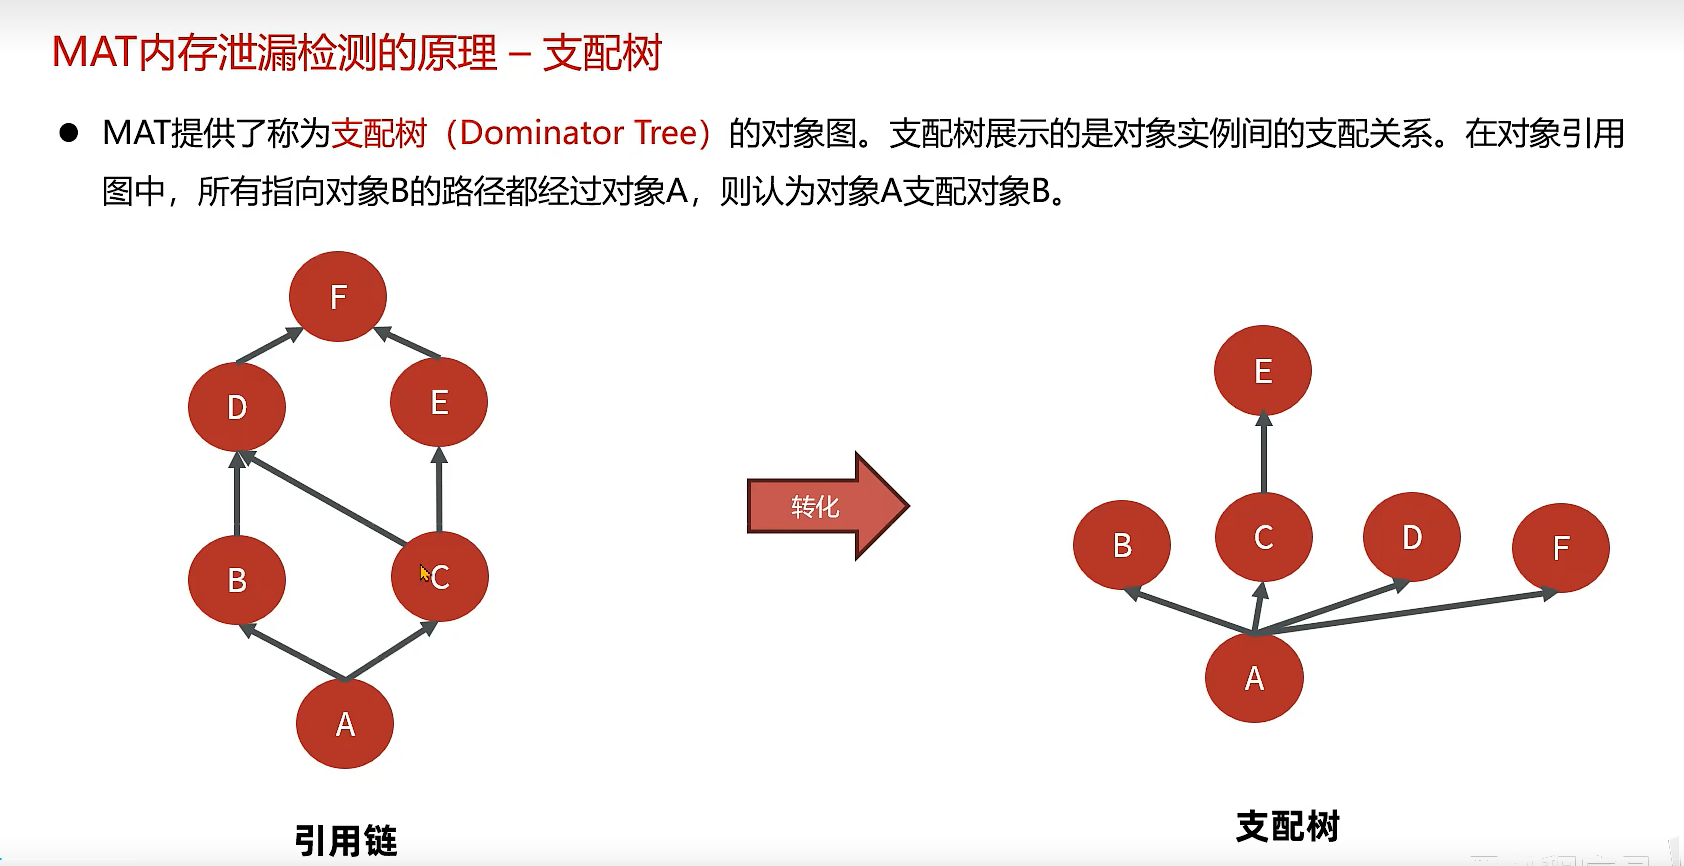 MAT内存泄漏检测的原理 – 支配树
● MAT提供了称为支配树（Dominator Tree）的对象图。支配树展示的是对象实例间的支配关系。在对象引用
图中，所有指向对象B的路径都经过对象A，则认为对象A支配对象B。
F
D
E
B
C
A
引用链
转化
E
B
C
D
F
A
支配树